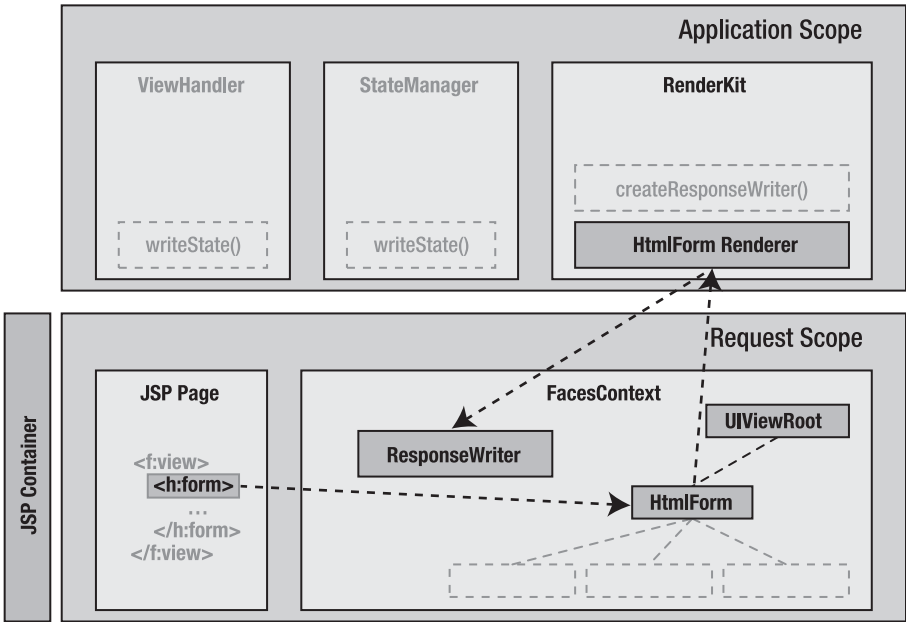 Application Scope
ViewHandler
StateManager
RenderKit
createResponseWriter()
writeState()
writeState()
HtmlForm Renderer
JSP Container
Request Scope
JSP Page
FacesContext
UIViewRoot
ResponseWriter
<f:view>
<h:form>
...
</h:form>
</f:view>
HtmlForm